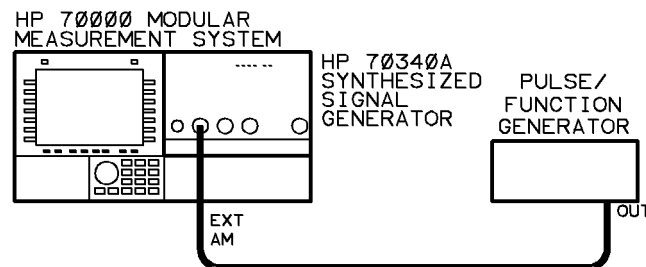 HP 70000 MODULAR
MEASUREMENT SYSTEM
HP 70340A
SYNTHESIZED
SIGNAL
GENERATOR
PULSE/
FUNCTION
GENERATOR
EXT
AM
OUT